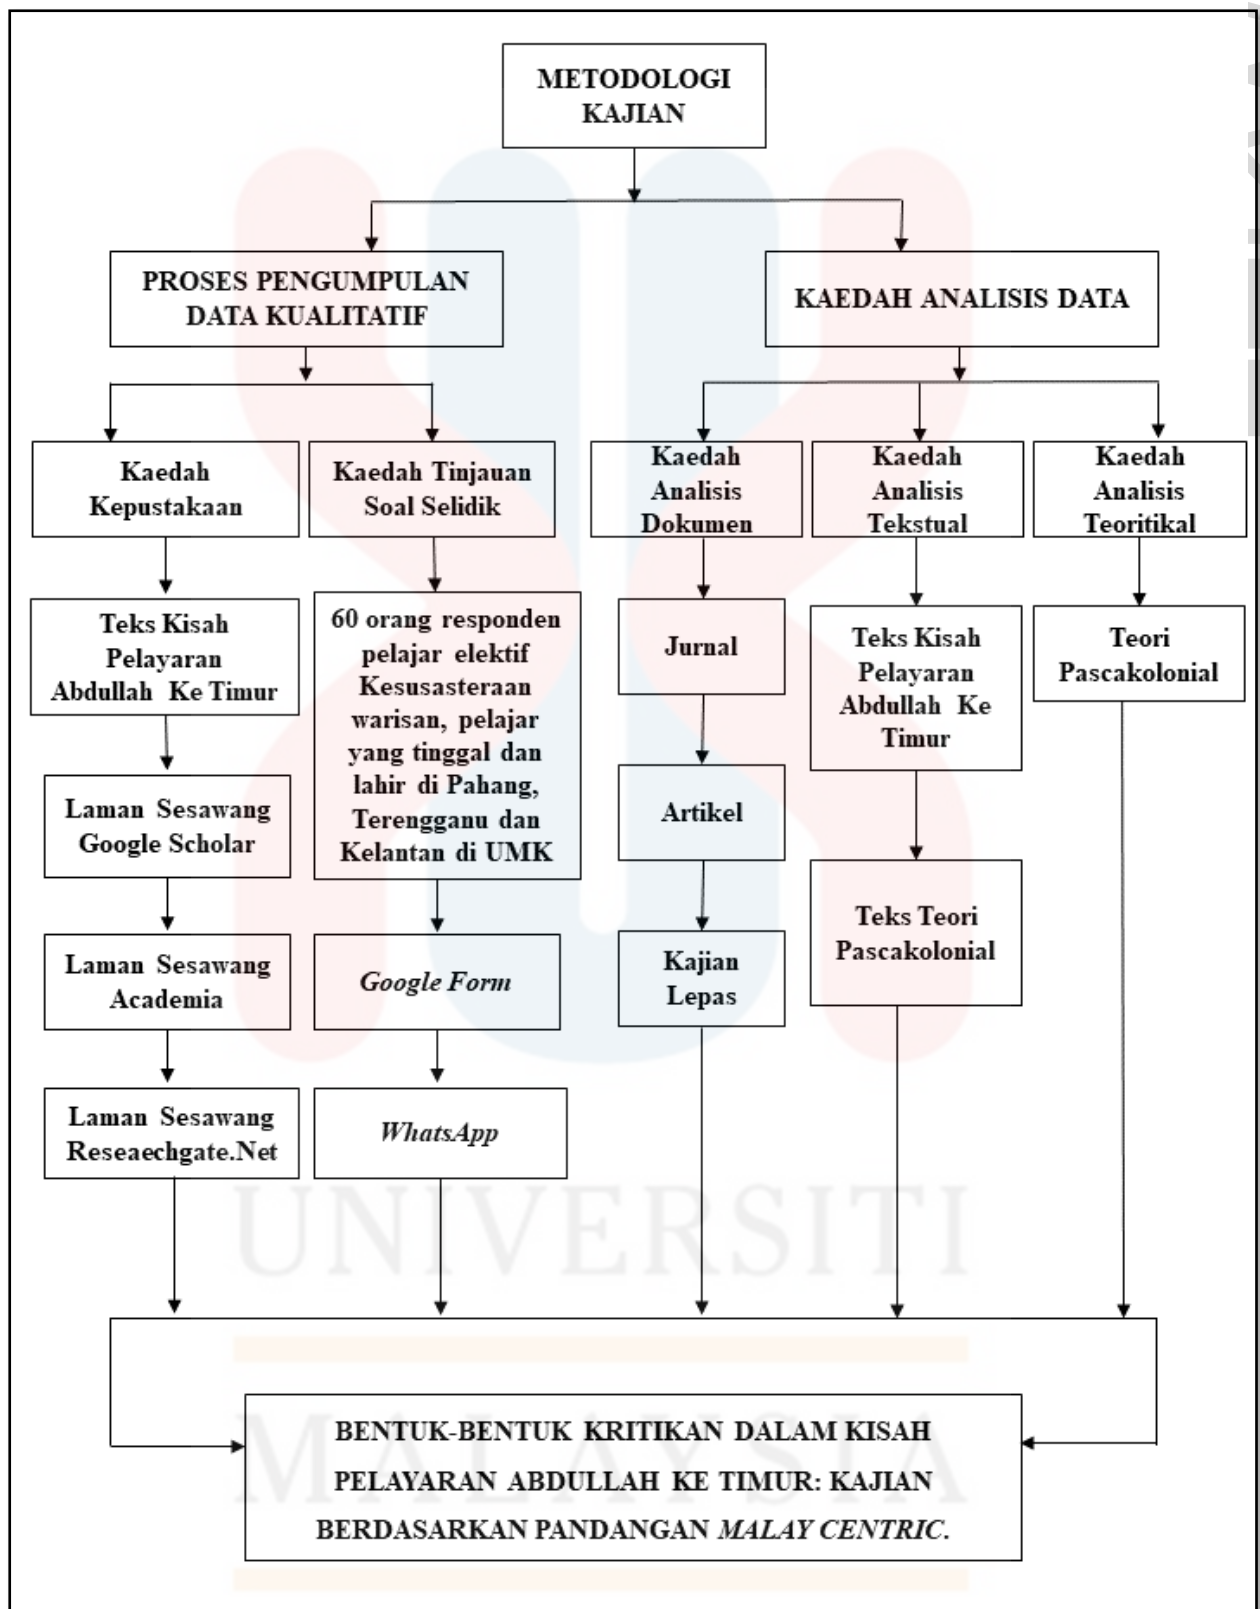 METODOLOGI
KAJIAN
PROSES PENGUMPULAN
DATA KUALITATIF
KAEDAH ANALISIS DATA
Kaedah
Kepustakaan
Kaedah Tinjauan
Soal Selidik
Kaedah
Analisis
Dokumen
Kaedah
Analisis
Tekstual
Kaedah
Analisis
Teoritikal
Teks Kisah
Pelayaran
Abdullah Ke Timur
60 orang responden
pelajar elektif
Kesusasteraan
warisan, pelajar
yang tinggal dan
lahir di Pahang,
Terengganu dan
Kelantan di UMK
Jurnal
Teks Kisah
Pelayaran
Abdullah Ke
Timur
Teori
Pascakolonial
Laman Sesawang
Google Scholar
Artikel
Teks Teori
Pascakolonial
Laman Sesawang
Academia
Google Form
Kajian
Lepas
Laman Sesawang
Reseaechgate.Net
WhatsApp
UNIVERSITI
MALAYSIA
BENTUK-BENTUK KRITIKAN DALAM KISAH
PELAYARAN ABDULLAH KE TIMUR: KAJIAN
BERDASARKAN PANDANGAN MALAY CENTRIC.